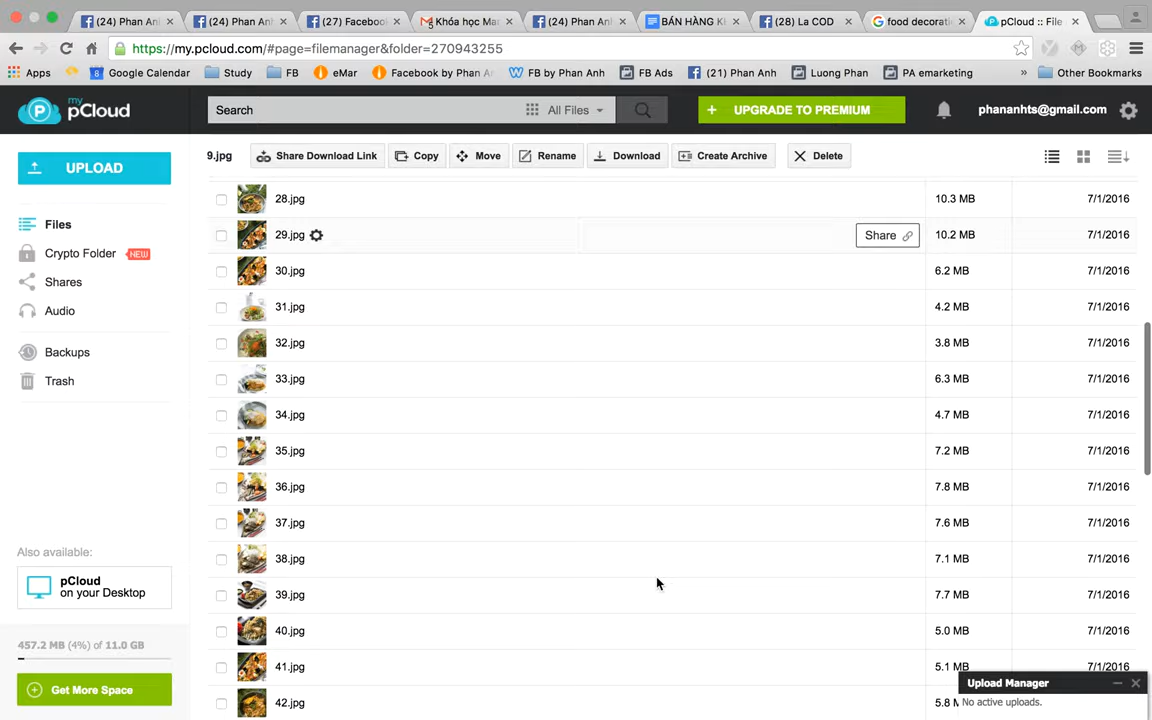 (24) Phan Anh
(24) Phan Anh
(27) Facebook
Khóa học Mar
(24) Phan Anh
BÁN HÀNG K
(28) La COD
food decorati
pCloud :: File
https://my.pcloud.com/#page=filemanager&folder=270943255
Apps
8 Google Calendar
Study
FB
eMar
Facebook by Phan A
FB by Phan Anh
FB Ads
(21) Phan Anh
Luong Phan
PA emarketing
»
Other Bookmarks
my
pCloud
Search
All Files
+ UPGRADE TO PREMIUM
phananhts@gmail.com
UPLOAD
9.jpg
Share Download Link
Copy
Move
Rename
Download
Create Archive
Delete
Files
Crypto Folder NEW
Shares
Audio
Backups
Trash
28.jpg 10.3 MB 7/1/2016
29.jpg Share 10.2 MB 7/1/2016
30.jpg 6.2 MB 7/1/2016
31.jpg 4.2 MB 7/1/2016
32.jpg 3.8 MB 7/1/2016
33.jpg 6.3 MB 7/1/2016
34.jpg 4.7 MB 7/1/2016
35.jpg 7.2 MB 7/1/2016
36.jpg 7.8 MB 7/1/2016
37.jpg 7.6 MB 7/1/2016
38.jpg 7.1 MB 7/1/2016
39.jpg 7.7 MB 7/1/2016
40.jpg 5.0 MB 7/1/2016
41.jpg 5.1 MB 7/1/2016
42.jpg 5.8 M
Also available:
pCloud
on your Desktop
457.2 MB (4%) of 11.0 GB
Get More Space
Upload Manager
No active uploads.